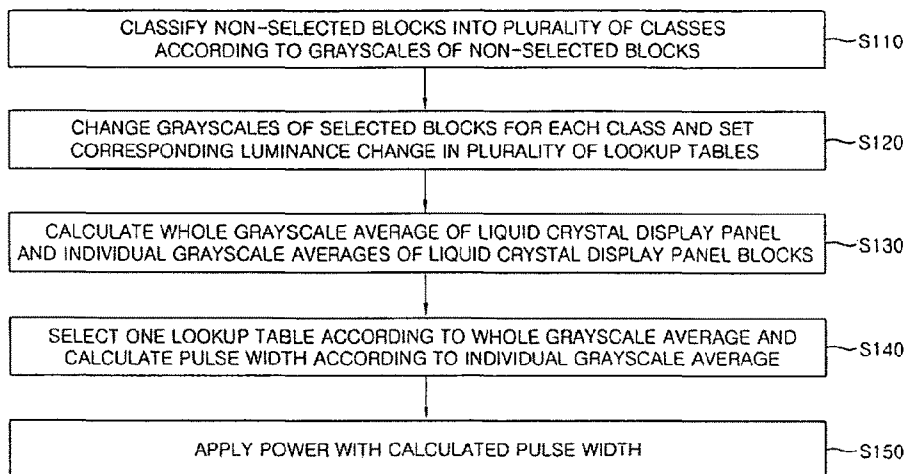 CLASSIFY NON-SELECTED BLOCKS INTO PLURALITY OF CLASSES
ACCORDING TO GRAYSCALES OF NON-SELECTED BLOCKS
S110
CHANGE GRAYSCALES OF SELECTED BLOCKS FOR EACH CLASS AND SET
CORRESPONDING LUMINANCE CHANGE IN PLURALITY OF LOOKUP TABLES
S120
CALCULATE WHOLE GRAYSCALE AVERAGE OF LIQUID CRYSTAL DISPLAY PANEL
AND INDIVIDUAL GRAYSCALE AVERAGES OF LIQUID CRYSTAL DISPLAY PANEL BLOCKS
S130
SELECT ONE LOOKUP TABLE ACCORDING TO WHOLE GRAYSCALE AVERAGE AND
CALCULATE PULSE WIDTH ACCORDING TO INDIVIDUAL GRAYSCALE AVERAGE
S140
APPLY POWER WITH CALCULATED PULSE WIDTH
S150